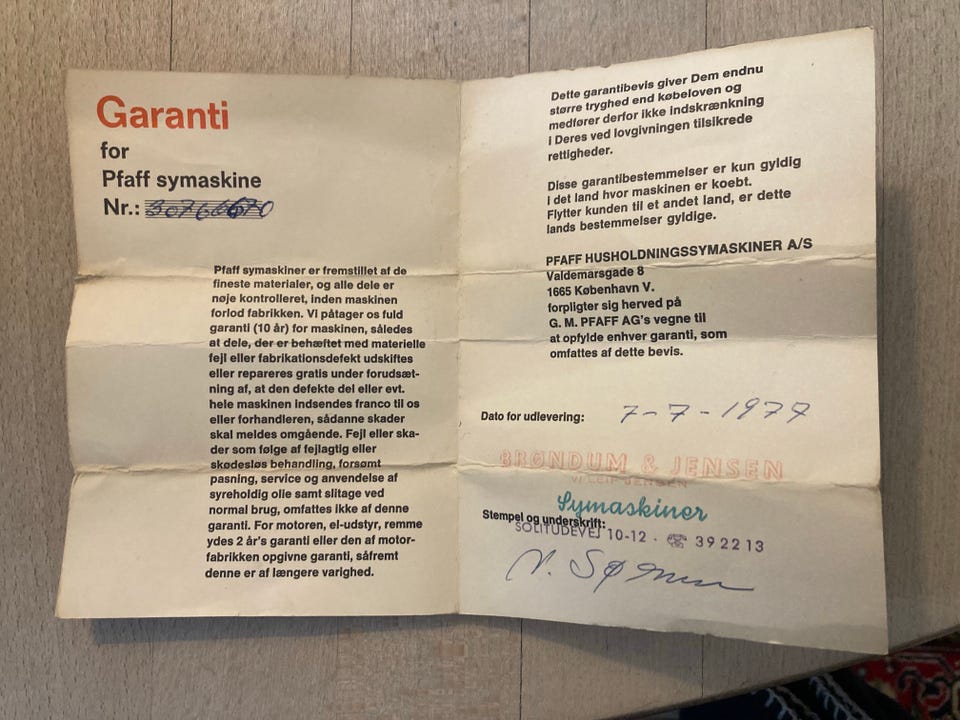 Garanti
for
Pfaff symaskine
Nr.: 30766670
Pfaff symaskiner er fremstillet af de
fineste materialer, og alle dele er
nøje kontrolleret, inden maskinen
forlod fabrikken. Vi påtager os fuld
garanti (10 år) for maskinen, således
at dele, der er behæftet med materielle
fejl eller fabrikationsdefekt udskiftes
eller repareres gratis under forudsæt-
ning af, at den defekte del eller evt.
hele maskinen indsendes franco til os
eller forhandleren, sådanne skader
skal meldes omgående. Fejl eller ska-
der som følge af fejlagtig eller
skødesløs behandling, forsømt
pasning, service og anvendelse af
syreholdig olie samt slitage ved
normal brug, omfattes ikke af denne
garanti. For motoren, el-udstyr, remme
ydes 2 år's garanti eller den af motor-
fabrikken opgivne garanti, såfremt
denne er af længere varighed.
Dette garantibevis giver Dem endnu
større tryghed end købeloven og
medfører derfor ikke indskrænkning
i Deres ved lovgivningen tilsikrede
rettigheder.
Disse garantibestemmelser er kun gyldig
i det land hvor maskinen er koebt.
Flytter kunden til et andet land, er dette
lands bestemmelser gyldige.
PFAFF HUSHOLDNINGSSYMASKINER A/S
Valdemarsgade 8
1665 København V.
forpligter sig herved på
G. M. PFAFF AG's vegne til
at opfylde enhver garanti, som
omfattes af dette bevis.
Dato for udlevering: 7-7-1977
BRØNDUM & JENSEN
V/ LEIF JENSEN
Symaskiner
Stempel og underskrift:
SOLITUDEVEJ 10-12 · ☎ 39 22 13